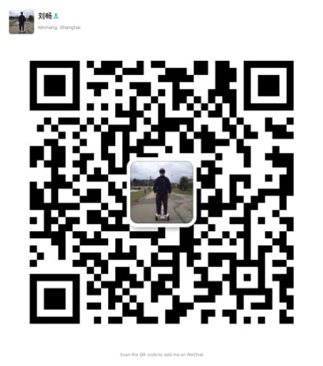 刘畅
Minhang, Shanghai
Scan the QR code to add me on WeChat